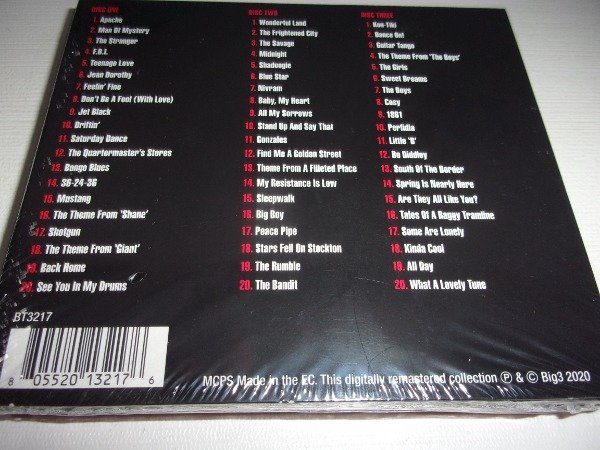 DISC ONE
1. Apache
2. Man Of Mystery
3. The Stranger
4. F.B.I.
5. Teenage Love
6. Jean Dorothy
7. Feelin' Fine
8. Don't Be A Fool (With Love)
9. Jet Black
10. Driftin'
11. Saturday Dance
12. The Quartermaster's Stores
13. Bongo Blues
14. 36-24-36
15. Mustang
16. The Theme From 'Shane'
17. Shotgun
18. The Theme From 'Giant'
19. Back Home
20. See You In My Drums
DISC TWO
1. Wonderful Land
2. The Frightened City
3. The Savage
4. Midnight
5. Shadoogie
6. Blue Star
7. Nivram
8. Baby, My Heart
9. All My Sorrows
10. Stand Up And Say That
11. Gonzales
12. Find Me A Golden Street
13. Theme From A Filleted Place
14. My Resistance Is Low
15. Sleepwalk
16. Big Boy
17. Peace Pipe
18. Stars Fell On Stockton
19. The Rumble
20. The Bandit
DISC THREE
1. Kon-Tiki
2. Dance On!
3. Guitar Tango
4. The Theme From 'The Boys'
5. The Girls
6. Sweet Dreams
7. The Boys
8. Cosy
9. 1861
10. Perfidia
11. Little 'B'
12. Bo Diddley
13. South Of The Border
14. Spring Is Nearly Here
15. Are They All Like You?
16. Tales Of A Raggy Tramline
17. Some Are Lonely
18. Kinda Cool
19. All Day
20. What A Lovely Tune
BT3217
8 05520 13217 6
MCPS Made in the EC. This digitally remastered collection ℗ & © Big3 2020